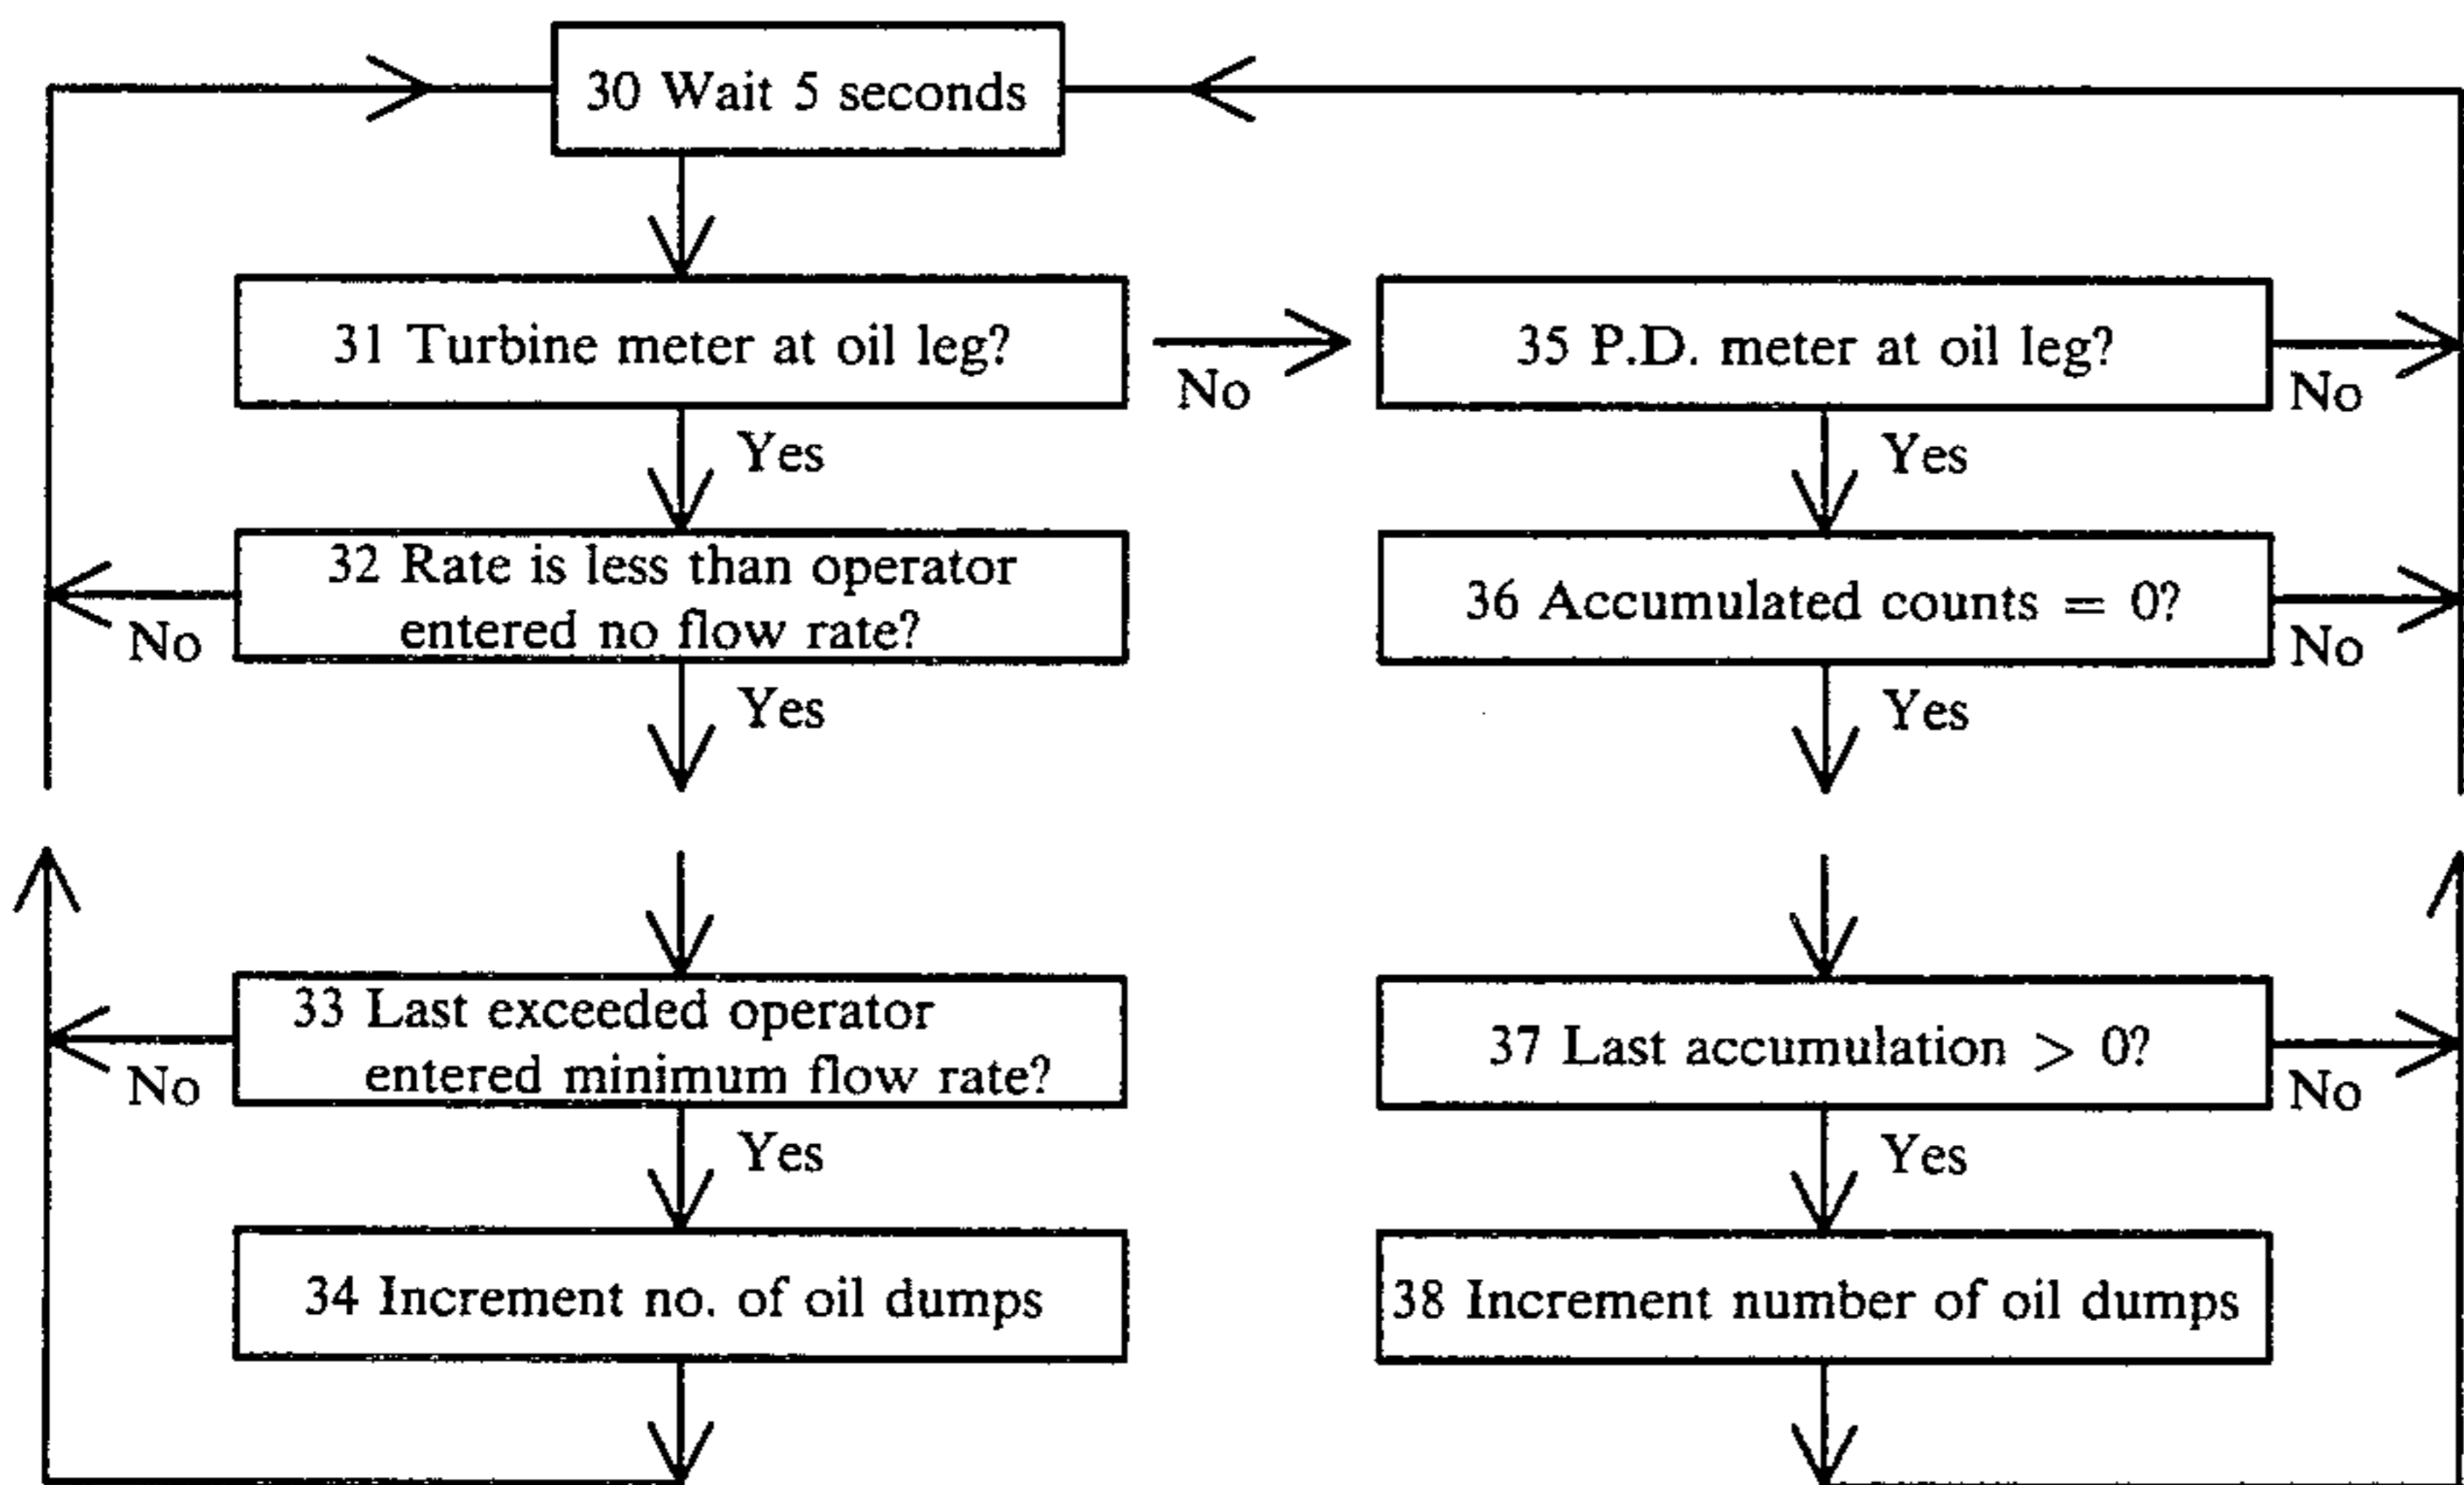 30 Wait 5 seconds
31 Turbine meter at oil leg?
No
35 P.D. meter at oil leg?
No
Yes
Yes
32 Rate is less than operator
entered no flow rate?
No
36 Accumulated counts = 0?
No
Yes
Yes
33 Last exceeded operator
entered minimum flow rate?
No
37 Last accumulation > 0?
No
Yes
Yes
34 Increment no. of oil dumps
38 Increment number of oil dumps